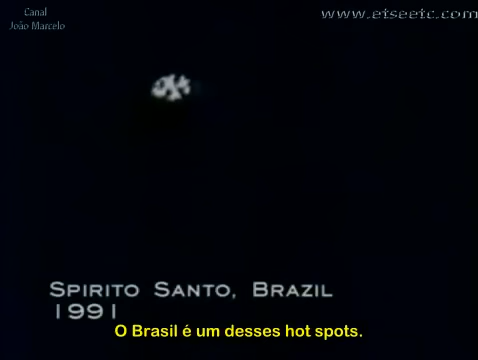 Canal
João Marcelo
www.etseetc.com
SPIRITO SANTO, BRAZIL
1991
O Brasil é um desses hot spots.